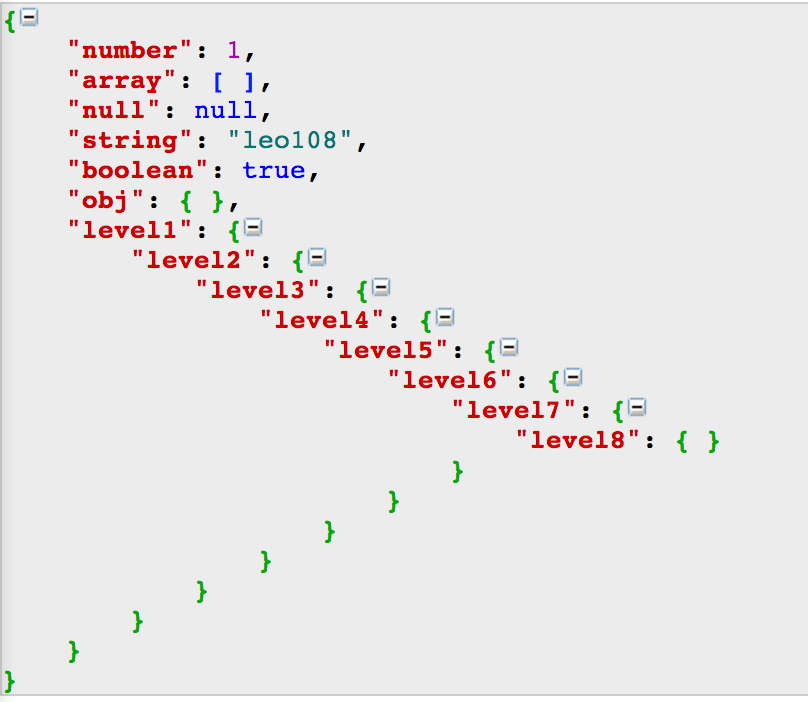 {
"number": 1,
"array": [ ],
"null": null,
"string": "leo108",
"boolean": true,
"obj": { },
"level1": {
"level2": {
"level3": {
"level4": {
"level5": {
"level6": {
"level7": {
"level8": { }
}
}
}
}
}
}
}
}